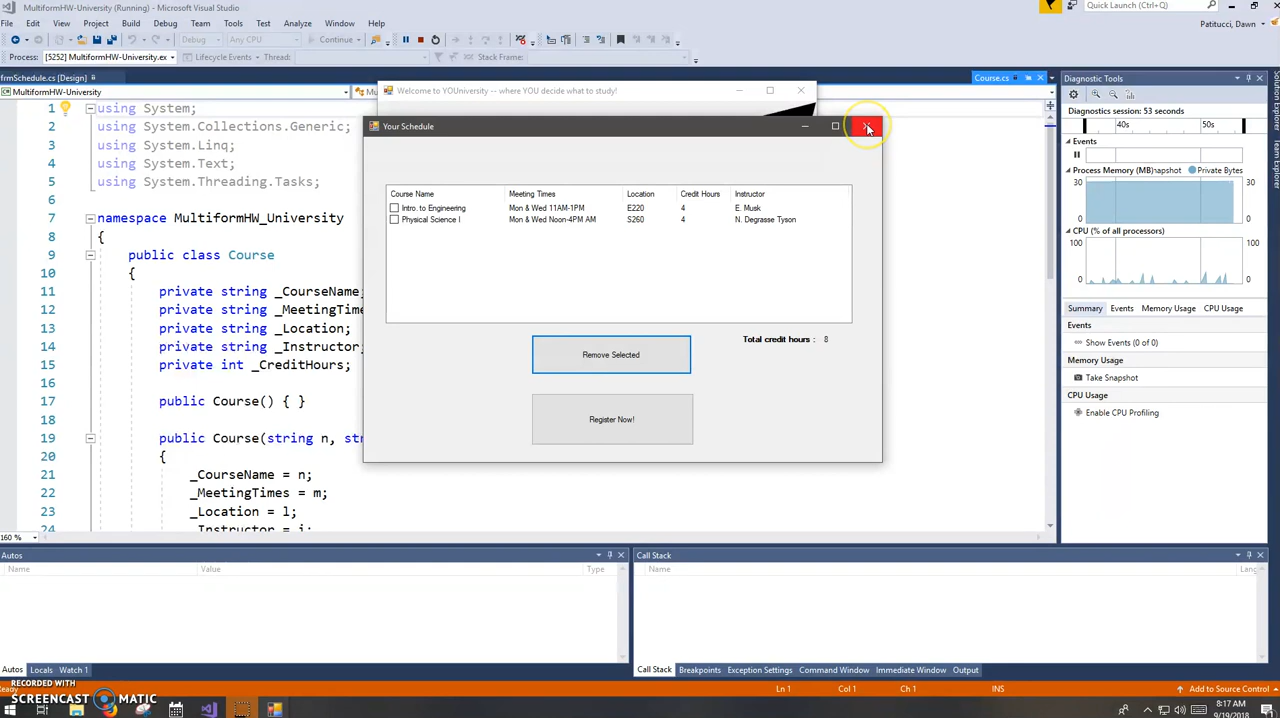 MultiformHW-University (Running) - Microsoft Visual Studio
Quick Launch (Ctrl+Q)
File Edit View Project Build Debug Team Tools Test Analyze Window Help
Patitucci, Dawn
Debug Any CPU Continue
Process: [5252] MultiformHW-University.ex Lifecycle Events Thread: Stack Frame:
frmSchedule.cs [Design]
Course.cs
MultiformHW-University
1 using System;
2 using System.Collections.Generic;
3 using System.Linq;
4 using System.Text;
5 using System.Threading.Tasks;
6
7 namespace MultiformHW_University
8 {
9 public class Course
10 {
11 private string _CourseName;
12 private string _MeetingTime
13 private string _Location;
14 private string _Instructor;
15 private int _CreditHours;
16
17 public Course() { }
18
19 public Course(string n, str
20 {
21 _CourseName = n;
22 _MeetingTimes = m;
23 _Location = l;
24 _Instructor = i;
160 %
Welcome to YOUniversity -- where YOU decide what to study!
Your Schedule
Course Name Meeting Times Location Credit Hours Instructor
Intro. to Engineering Mon & Wed 11AM-1PM E220 4 E. Musk
Physical Science I Mon & Wed Noon-4PM AM S260 4 N. Degrasse Tyson
Total credit hours : 8
Remove Selected
Register Now!
Diagnostic Tools
Diagnostics session: 53 seconds
40s 50s
Events
Process Memory (MB) napshot Private Bytes
30 30
0 0
CPU (% of all processors)
100 100
0 0
Summary Events Memory Usage CPU Usage
Events
Show Events (0 of 0)
Memory Usage
Take Snapshot
CPU Usage
Enable CPU Profiling
Solution Explorer
Autos
Name Value Type
Autos Locals Watch 1
Call Stack
Name Lang
Call Stack Breakpoints Exception Settings Command Window Immediate Window Output
Ln 1 Col 1 Ch 1 INS Add to Source Control
RECORDED WITH
SCREENCAST MATIC
8:17 AM
9/19/2018